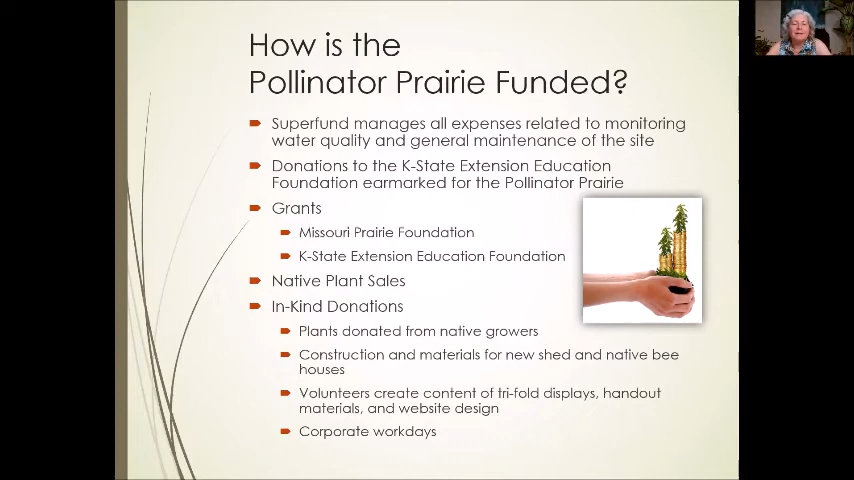 How is the
Pollinator Prairie Funded?
Superfund manages all expenses related to monitoring
water quality and general maintenance of the site
Donations to the K-State Extension Education
Foundation earmarked for the Pollinator Prairie
Grants
Missouri Prairie Foundation
K-State Extension Education Foundation
Native Plant Sales
In-Kind Donations
Plants donated from native growers
Construction and materials for new shed and native bee
houses
Volunteers create content of tri-fold displays, handout
materials, and website design
Corporate workdays